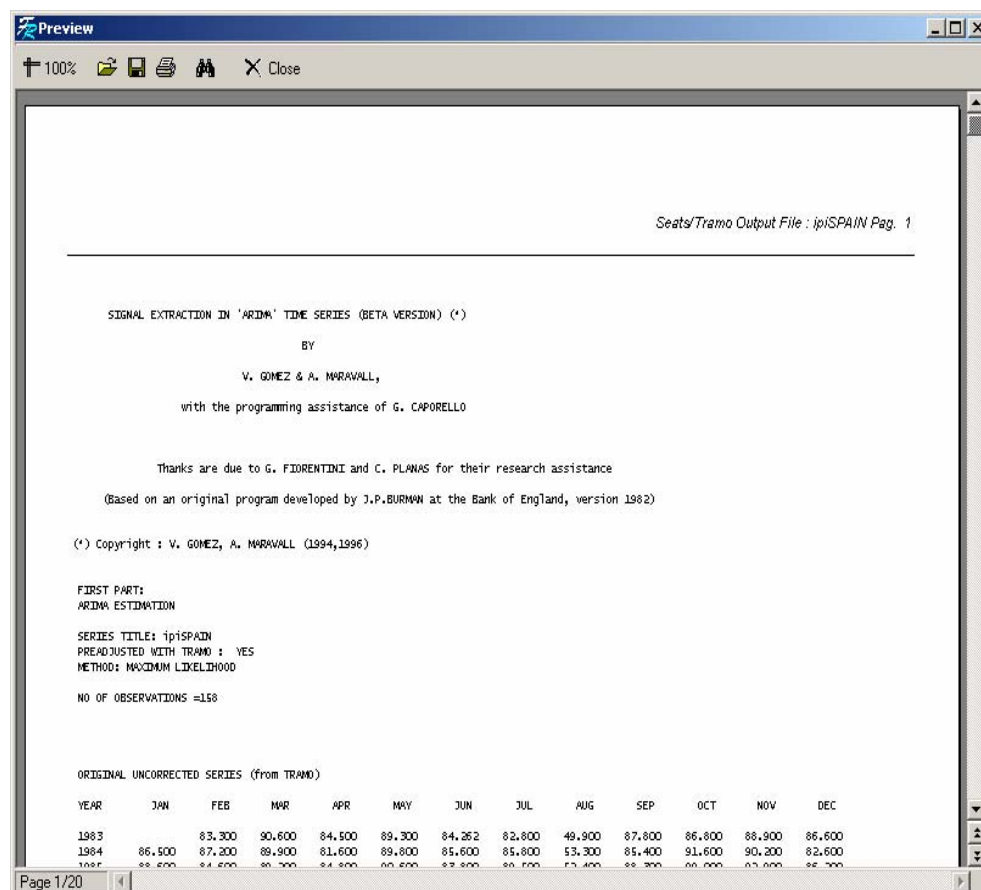 Preview
100% Close
Seats/Tramo Output File : ipiSPAIN Pag. 1
SIGNAL EXTRACTION IN 'ARIMA' TIME SERIES (BETA VERSION) (*)
BY
V. GOMEZ & A. MARAVALL,
with the programming assistance of G. CAPORELLO
Thanks are due to G. FIORENTINI and C. PLANAS for their research assistance
(Based on an original program developed by J.P.BURMAN at the Bank of England, version 1982)
(*) Copyright : V. GOMEZ, A. MARAVALL (1994,1996)
FIRST PART:
ARIMA ESTIMATION
SERIES TITLE: ipiSPAIN
PREADJUSTED WITH TRAMO : YES
METHOD: MAXIMUM LIKELIHOOD
NO OF OBSERVATIONS =158
ORIGINAL UNCORRECTED SERIES (from TRAMO)
YEAR JAN FEB MAR APR MAY JUN JUL AUG SEP OCT NOV DEC
1983 83.300 90.600 84.500 89.300 84.262 82.800 49.900 87.800 86.800 88.900 86.600
1984 86.500 87.200 89.900 81.600 89.800 85.600 85.800 53.300 85.400 91.600 90.200 82.600
1985
Page 1/20